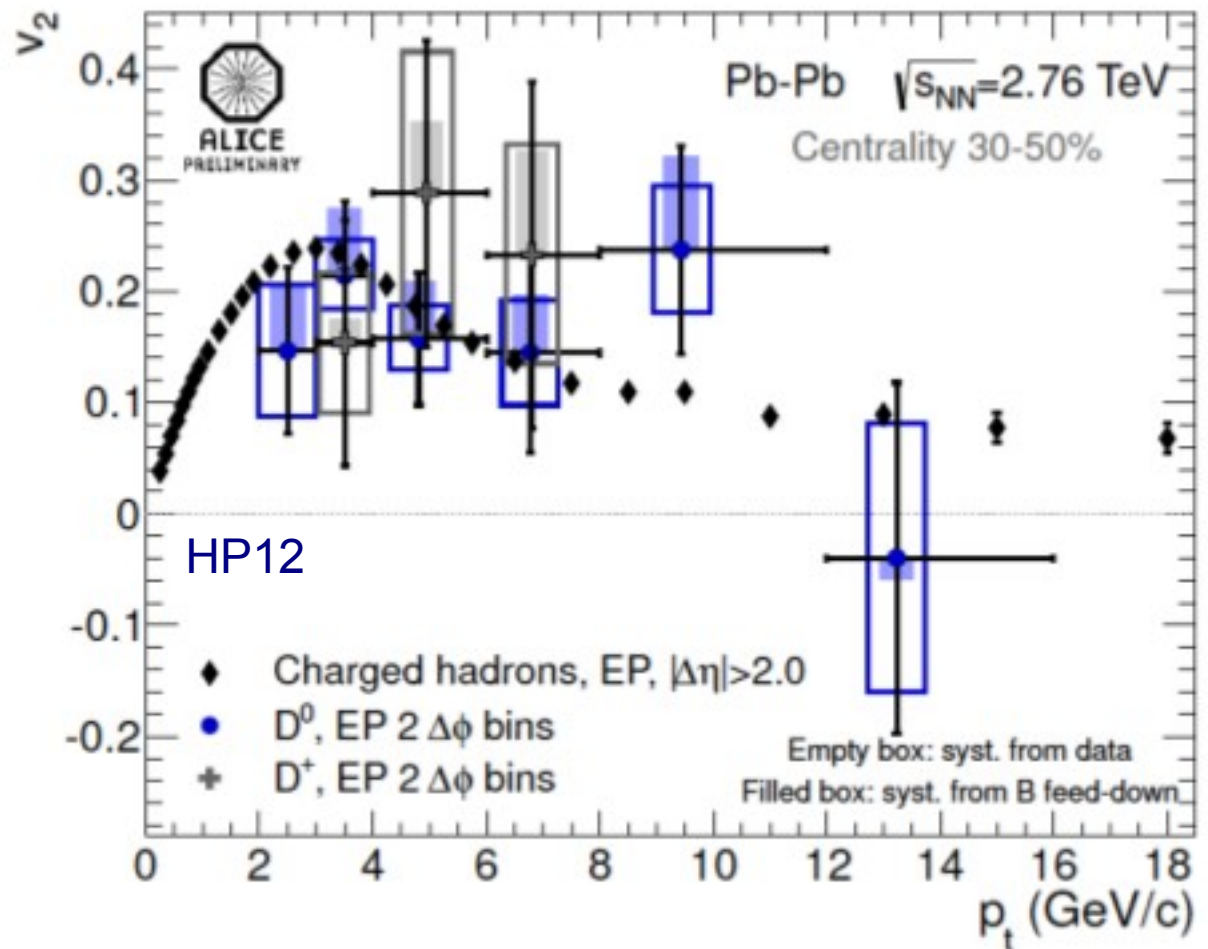 v₂
0.4
0.3
0.2
0.1
0
-0.1
-0.2
ALICE
PRELIMINARY
Pb-Pb √sNN=2.76 TeV
Centrality 30-50%
HP12
Charged hadrons, EP, |Δη|>2.0
D⁰, EP 2 Δϕ bins
D⁺, EP 2 Δϕ bins
Empty box: syst. from data
Filled box: syst. from B feed-down
0 2 4 6 8 10 12 14 16 18
pt (GeV/c)